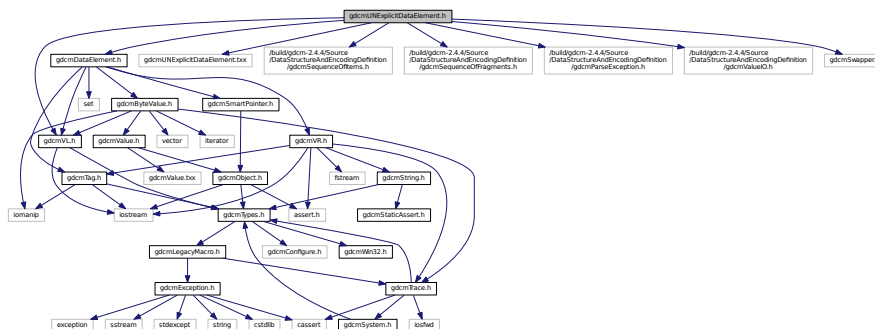 gdcmUNExplicitDataElement.h
gdcmDataElement.h
gdcmUNExplicitDataElement.txx
/build/gdcm-2.4.4/Source
/DataStructureAndEncodingDefinition
/gdcmSequenceOfItems.h
/build/gdcm-2.4.4/Source
/DataStructureAndEncodingDefinition
/gdcmSequenceOfFragments.h
/build/gdcm-2.4.4/Source
/DataStructureAndEncodingDefinition
/gdcmParseException.h
/build/gdcm-2.4.4/Source
/DataStructureAndEncodingDefinition
/gdcmValueIO.h
gdcmSwapper.
set
gdcmByteValue.h
gdcmSmartPointer.h
gdcmVL.h
gdcmValue.h
vector
iterator
gdcmVR.h
gdcmTag.h
gdcmValue.txx
gdcmObject.h
fstream
gdcmString.h
iomanip
iostream
gdcmTypes.h
assert.h
gdcmStaticAssert.h
gdcmLegacyMacro.h
gdcmConfigure.h
gdcmWin32.h
gdcmException.h
gdcmTrace.h
exception
sstream
stdexcept
string
cstdlib
cassert
gdcmSystem.h
iosfwd